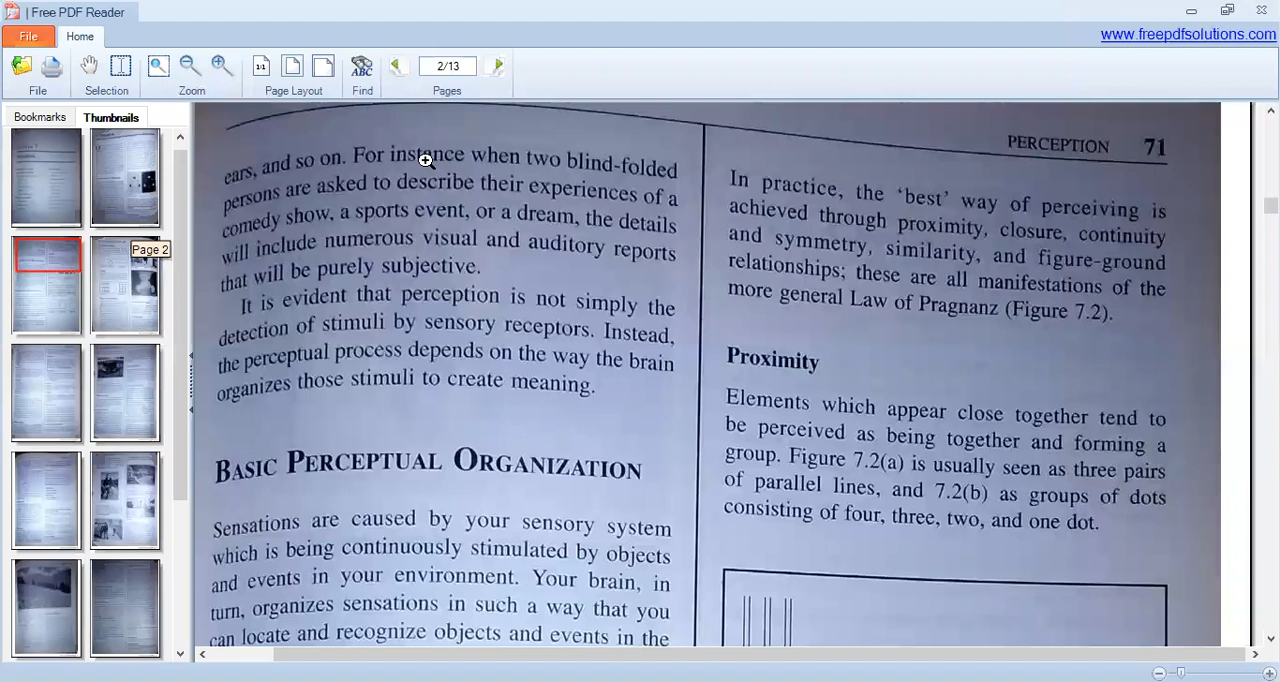 | Free PDF Reader
File
Home
www.freepdfsolutions.com
1:1
ABC
2/13
File
Selection
Zoom
Page Layout
Find
Pages
Bookmarks
Thumbnails
Page 2
PERCEPTION 71
ears, and so on. For instance when two blind-folded
persons are asked to describe their experiences of a
comedy show, a sports event, or a dream, the details
will include numerous visual and auditory reports
that will be purely subjective.
It is evident that perception is not simply the
detection of stimuli by sensory receptors. Instead,
the perceptual process depends on the way the brain
organizes those stimuli to create meaning.
BASIC PERCEPTUAL ORGANIZATION
Sensations are caused by your sensory system
which is being continuously stimulated by objects
and events in your environment. Your brain, in
turn, organizes sensations in such a way that you
can locate and recognize objects and events in the
In practice, the ‘best’ way of perceiving is
achieved through proximity, closure, continuity
and symmetry, similarity, and figure-ground
relationships; these are all manifestations of the
more general Law of Pragnanz (Figure 7.2).
Proximity
Elements which appear close together tend to
be perceived as being together and forming a
group. Figure 7.2(a) is usually seen as three pairs
of parallel lines, and 7.2(b) as groups of dots
consisting of four, three, two, and one dot.